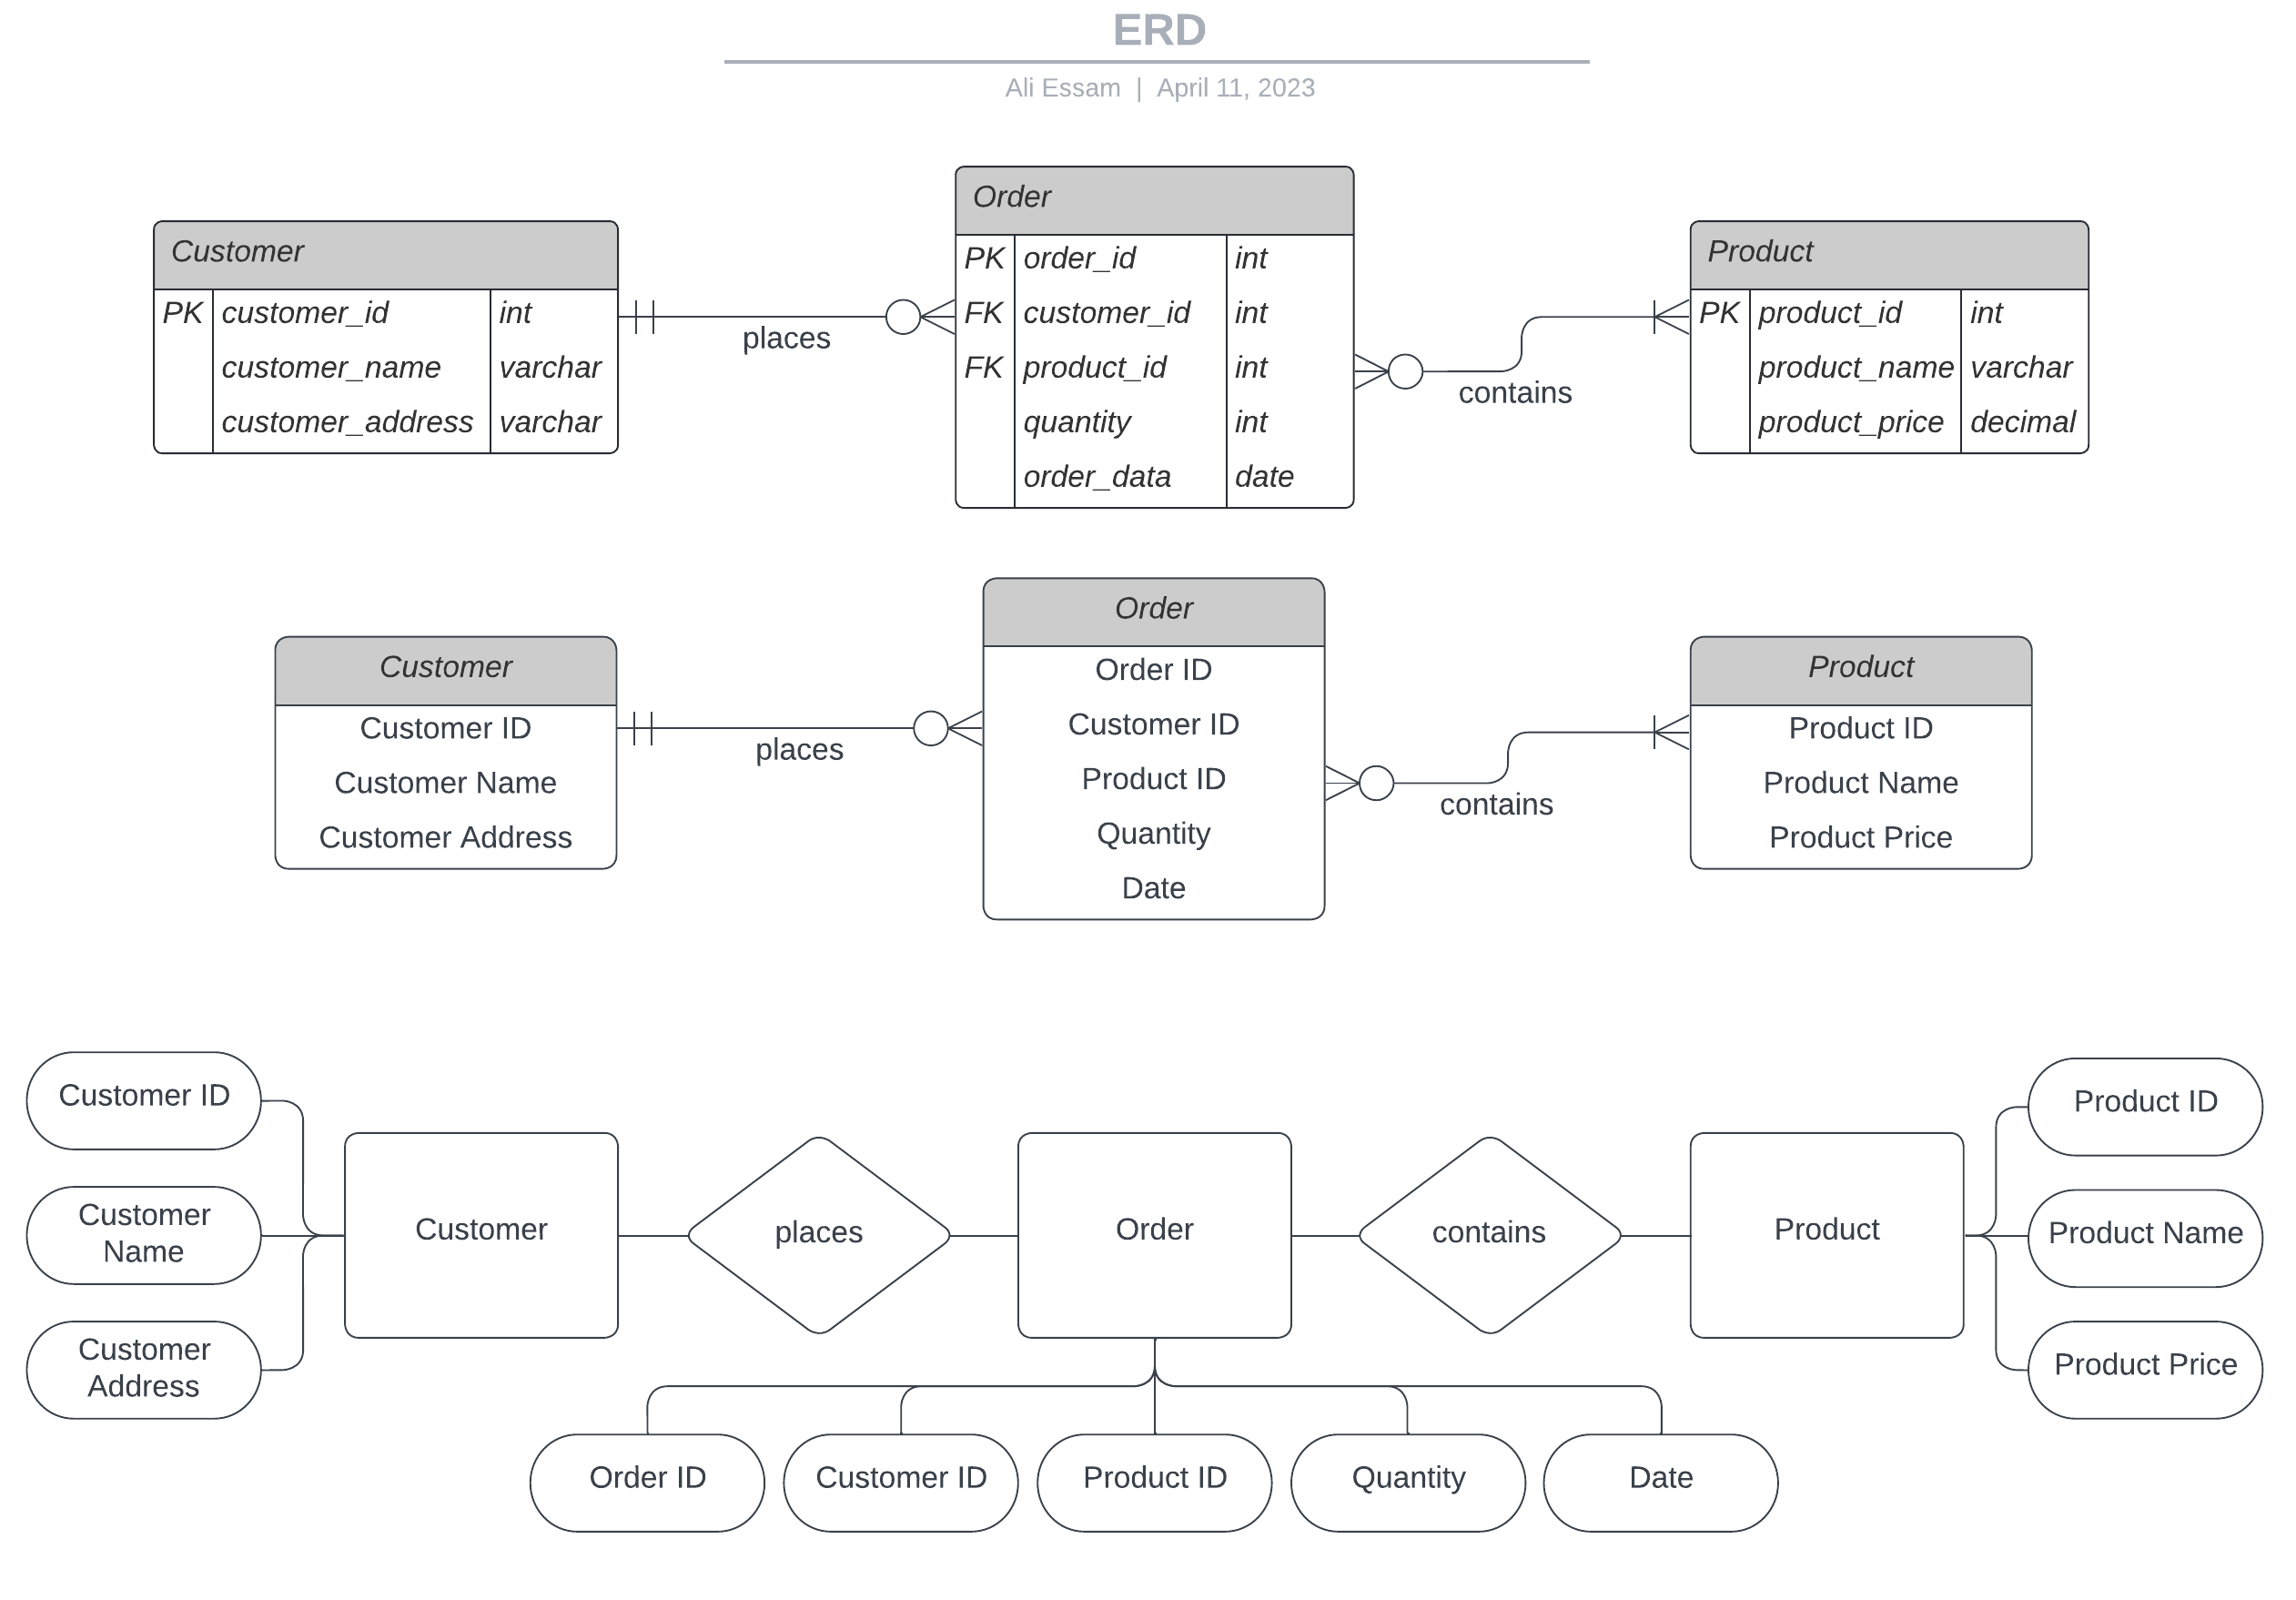 ERD
Ali Essam | April 11, 2023
Customer
PK customer_id int
customer_name varchar
customer_address varchar
places
Order
PK order_id int
FK customer_id int
FK product_id int
quantity int
order_data date
contains
Product
PK product_id int
product_name varchar
product_price decimal
Customer
Customer ID
Customer Name
Customer Address
places
Order
Order ID
Customer ID
Product ID
Quantity
Date
contains
Product
Product ID
Product Name
Product Price
Customer ID
Customer
Name
Customer
Address
Customer
places
Order
contains
Product
Product ID
Product Name
Product Price
Order ID
Customer ID
Product ID
Quantity
Date